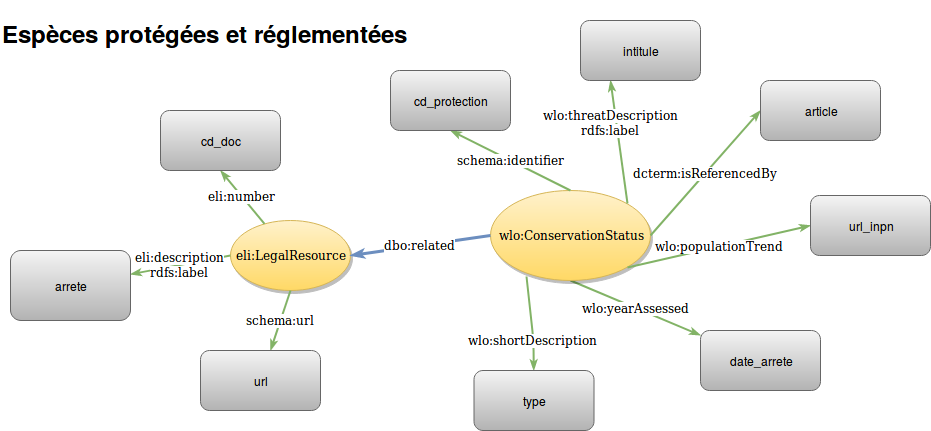 Espèces protégées et réglementées
intitule
cd_protection
article
wlo:threatDescription
rdfs:label
cd_doc
schema:identifier
dcterm:isReferencedBy
eli:number
url_inpn
wlo:ConservationStatus
dbo:related
wlo:populationTrend
eli:LegalResource
eli:description
rdfs:label
arrete
wlo:yearAssessed
schema:url
wlo:shortDescription
date_arrete
url
type